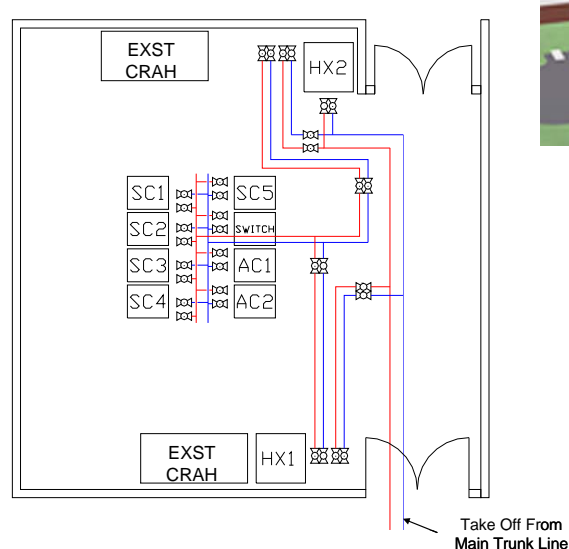 EXST
CRAH
HX2
SC1
SC5
SC2
SWITCH
SC3
AC1
SC4
AC2
EXST
CRAH
HX1
Take Off From
Main Trunk Line